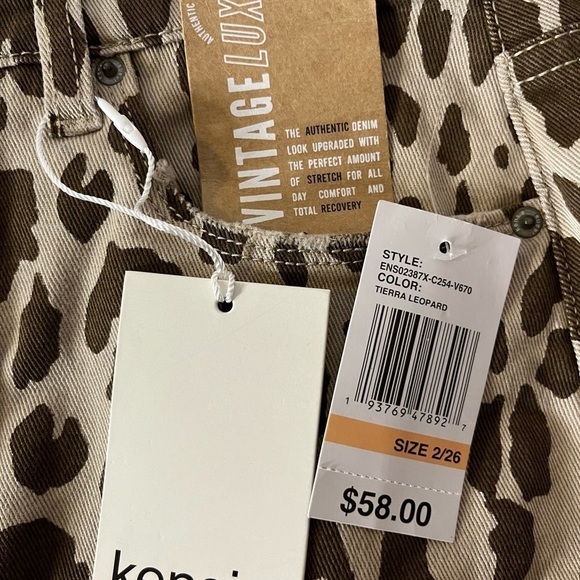 AUTHENTIC
VINTAGE LUX
THE AUTHENTIC DENIM
LOOK UPGRADED WITH
THE PERFECT AMOUNT
OF STRETCH FOR ALL
DAY COMFORT AND
TOTAL RECOVERY
STYLE:
ENS02387X-C254-V670
COLOR:
TIERRA LEOPARD
1 93769 47892 7
SIZE 2/26
$58.00